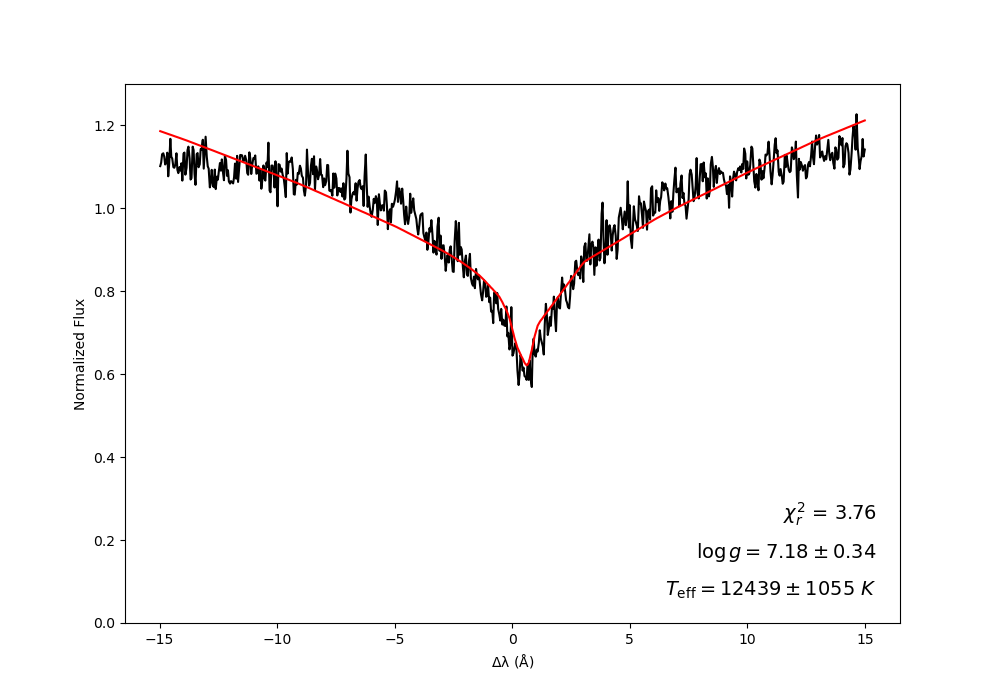 1.2
1.0
0.8
0.6
0.4
0.2
0.0
Normalized Flux
χ²ᵣ = 3.76
log g = 7.18 ± 0.34
T_eff = 12439 ± 1055 K
−15 −10 −5 0 5 10 15
Δλ (Å)